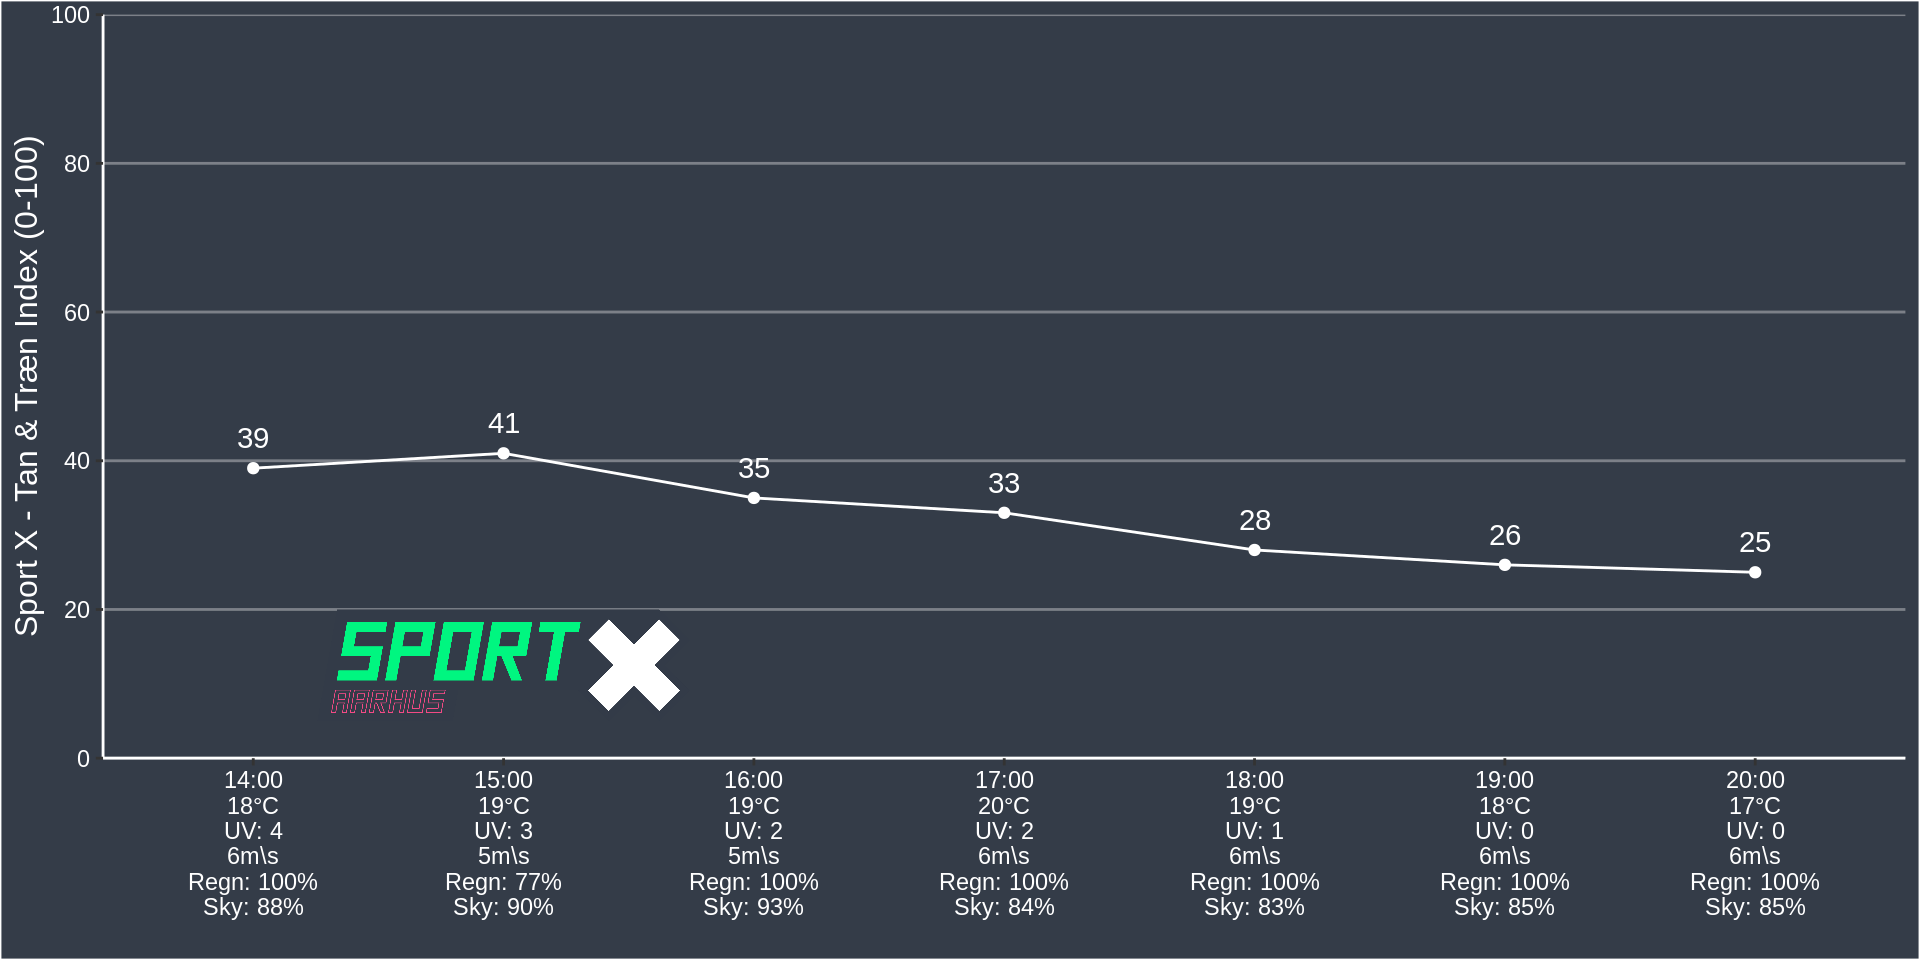 Sport X - Tan & Træn Index (0-100)
100
80
60
40
20
0
39
41
35
33
28
26
25
SPORT X
AARHUS
14:00 15:00 16:00 17:00 18:00 19:00 20:00
18°C 19°C 19°C 20°C 19°C 18°C 17°C
UV: 4 UV: 3 UV: 2 UV: 2 UV: 1 UV: 0 UV: 0
6m\s 5m\s 5m\s 6m\s 6m\s 6m\s 6m\s
Regn: 100% Regn: 77% Regn: 100% Regn: 100% Regn: 100% Regn: 100% Regn: 100%
Sky: 88% Sky: 90% Sky: 93% Sky: 84% Sky: 83% Sky: 85% Sky: 85%